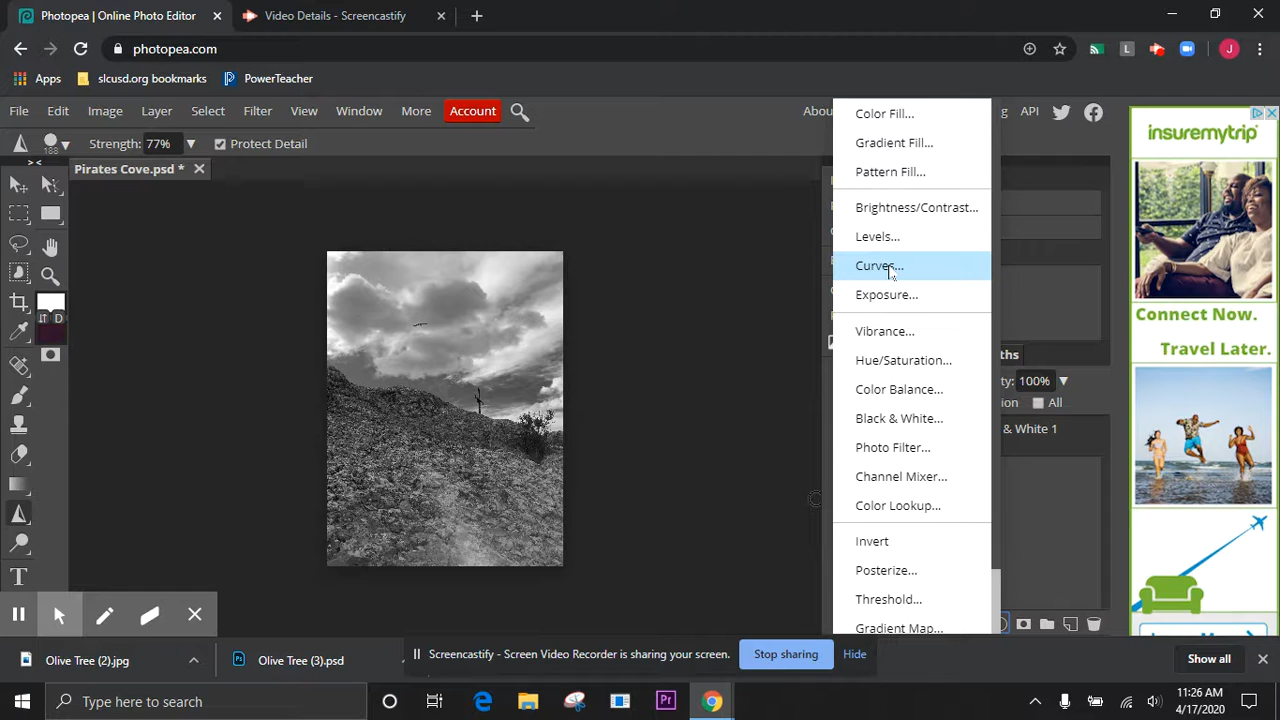 Photopea | Online Photo Editor
Video Details - Screencastify
photopea.com
L
J
Apps
slcusd.org bookmarks
PowerTeacher
File Edit Image Layer Select Filter View Window More Account
Abou
g API
188 Strength: 77% Protect Detail
> <
Pirates Cove.psd *
D
T
Color Fill...
Gradient Fill...
Pattern Fill...
Brightness/Contrast...
Levels...
Curves...
Exposure...
Vibrance...
Hue/Saturation...
Color Balance...
Black & White...
Photo Filter...
Channel Mixer...
Color Lookup...
Invert
Posterize...
Threshold...
Gradient Map...
ths
ty: 100%
tion All
& White 1
insuremytrip
Connect Now.
Travel Later.
Olive Tree (2).jpg
Olive Tree (3).psd
Screencastify - Screen Video Recorder is sharing your screen.
Stop sharing
Hide
Show all
Type here to search
Pr
11:26 AM
4/17/2020